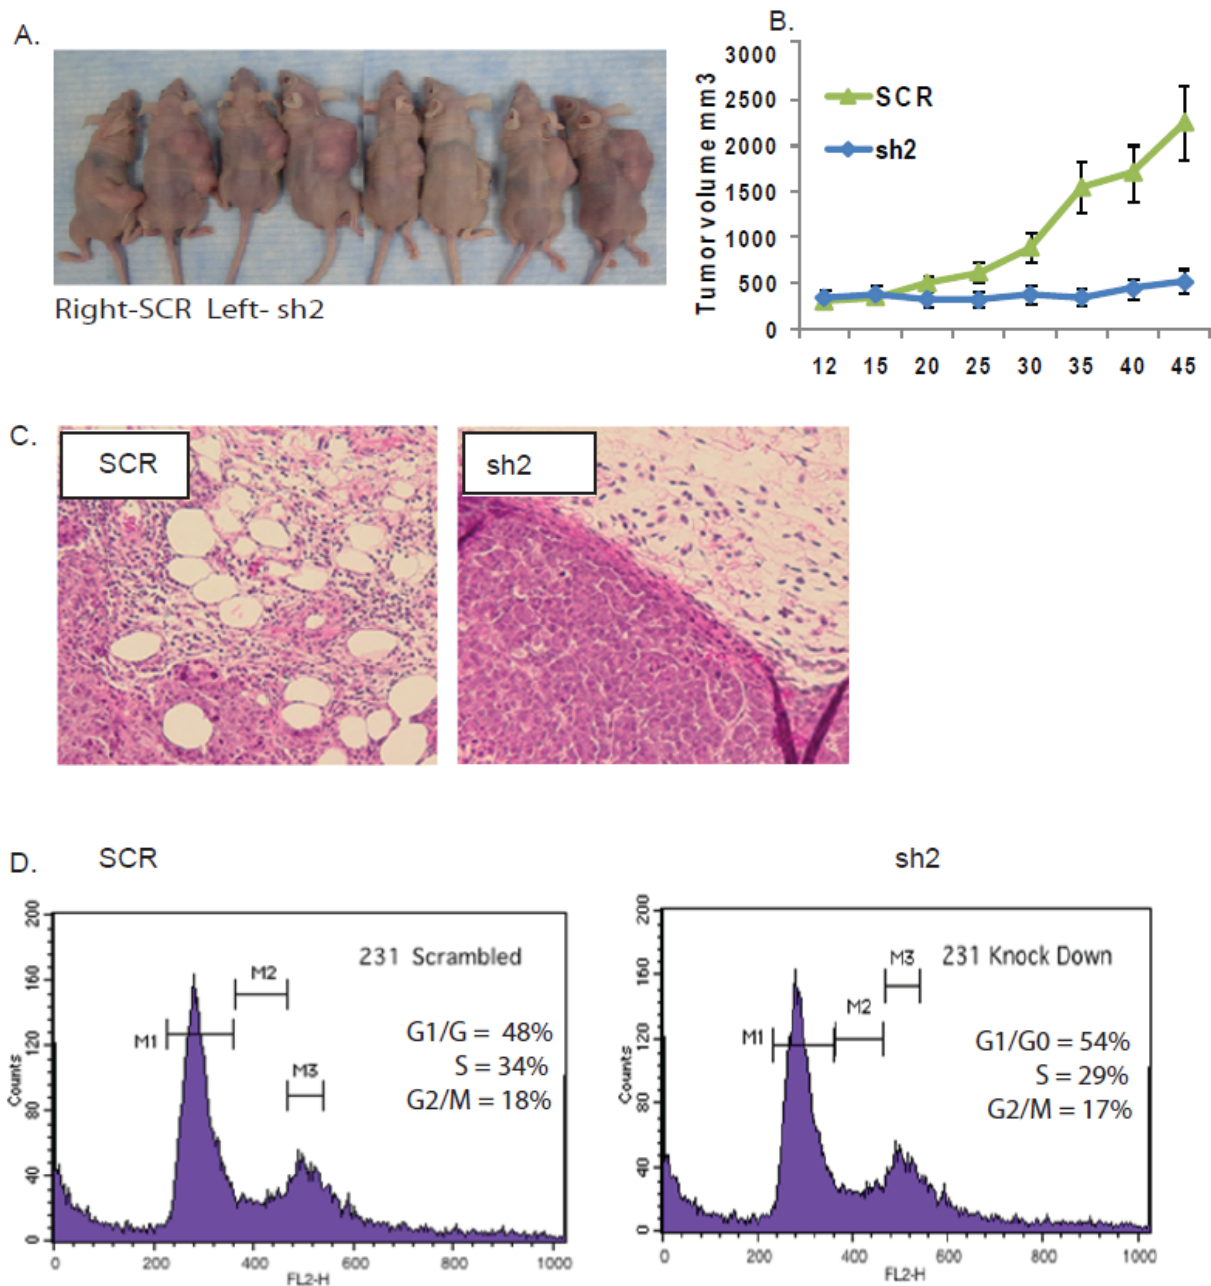 A.
Right-SCR Left- sh2
B.
Tumor volume mm3
3000
2500
2000
1500
1000
500
0
SCR
sh2
12 15 20 25 30 35 40 45
C.
SCR
sh2
D.
SCR
sh2
200
160
120
80
40
0
Counts
231 Scrambled
M1
M2
M3
G1/G = 48%
S = 34%
G2/M = 18%
0 200 400 600 800 1000
FL2-H
200
160
120
80
40
0
Counts
231 Knock Down
M1
M2
M3
G1/G0 = 54%
S = 29%
G2/M = 17%
0 200 400 600 800 1000
FL2-H